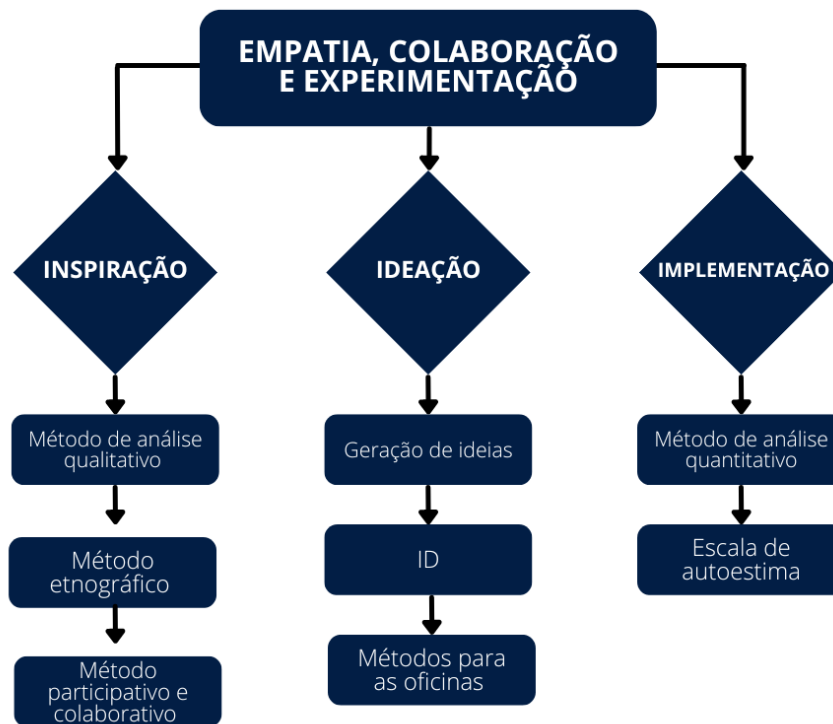 EMPATIA, COLABORAÇÃO
E EXPERIMENTAÇÃO
INSPIRAÇÃO
IDEAÇÃO
IMPLEMENTAÇÃO
Método de análise
qualitativo
Geração de ideias
Método de análise
quantitativo
Método
etnográfico
ID
Escala de
autoestima
Método
participativo e
colaborativo
Métodos para
as oficinas